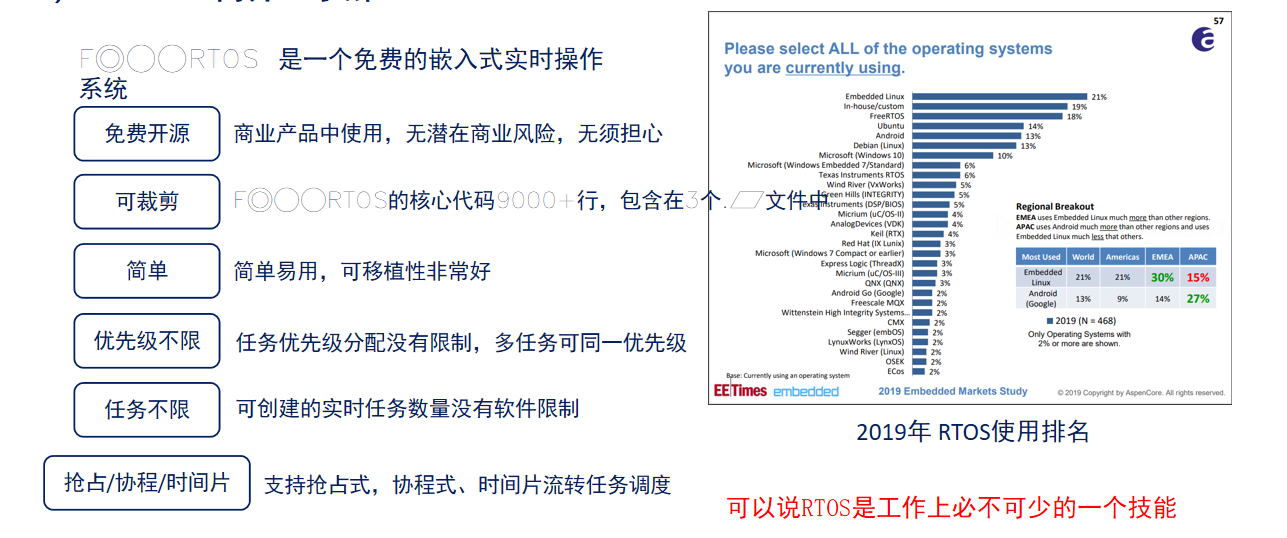 F◎○○RTOS 是一个免费的嵌入式实时操作
系统
免费开源 商业产品中使用，无潜在商业风险，无须担心
可裁剪 F◎○○RTOS的核心代码9000+行，包含在3个.▱文件中
简单 简单易用，可移植性非常好
优先级不限 任务优先级分配没有限制，多任务可同一优先级
任务不限 可创建的实时任务数量没有软件限制
抢占/协程/时间片 支持抢占式，协程式、时间片流转任务调度
57
Please select ALL of the operating systems
you are currently using.
Embedded Linux 21%
In-house/custom 19%
FreeRTOS 18%
Ubuntu 14%
Android 13%
Debian (Linux) 13%
Microsoft (Windows 10) 10%
Microsoft (Windows Embedded 7/Standard) 6%
Texas Instruments RTOS 6%
Wind River (VxWorks) 5%
Green Hills (INTEGRITY) 5%
Texas Instruments (DSP/BIOS) 5%
Micrium (uC/OS-II) 4%
AnalogDevices (VDK) 4%
Keil (RTX) 4%
Red Hat (IX Lunix) 3%
Microsoft (Windows 7 Compact or earlier) 3%
Express Logic (ThreadX) 3%
Micrium (uC/OS-III) 3%
QNX (QNX) 3%
Android Go (Google) 2%
Freescale MQX 2%
Wittenstein High Integrity Systems... 2%
CMX 2%
Segger (embOS) 2%
LynuxWorks (LynxOS) 2%
Wind River (Linux) 2%
OSEK 2%
ECos 2%
Regional Breakout
EMEA uses Embedded Linux much more than other regions.
APAC uses Android much more than other regions and uses
Embedded Linux much less that others.
Most Used World Americas EMEA APAC
Embedded Linux 21% 21% 30% 15%
Android (Google) 13% 9% 14% 27%
2019 (N = 468)
Only Operating Systems with
2% or more are shown.
Base: Currently using an operating system
EETimes embedded 2019 Embedded Markets Study © 2019 Copyright by AspenCore. All rights reserved.
2019年 RTOS使用排名
可以说RTOS是工作上必不可少的一个技能